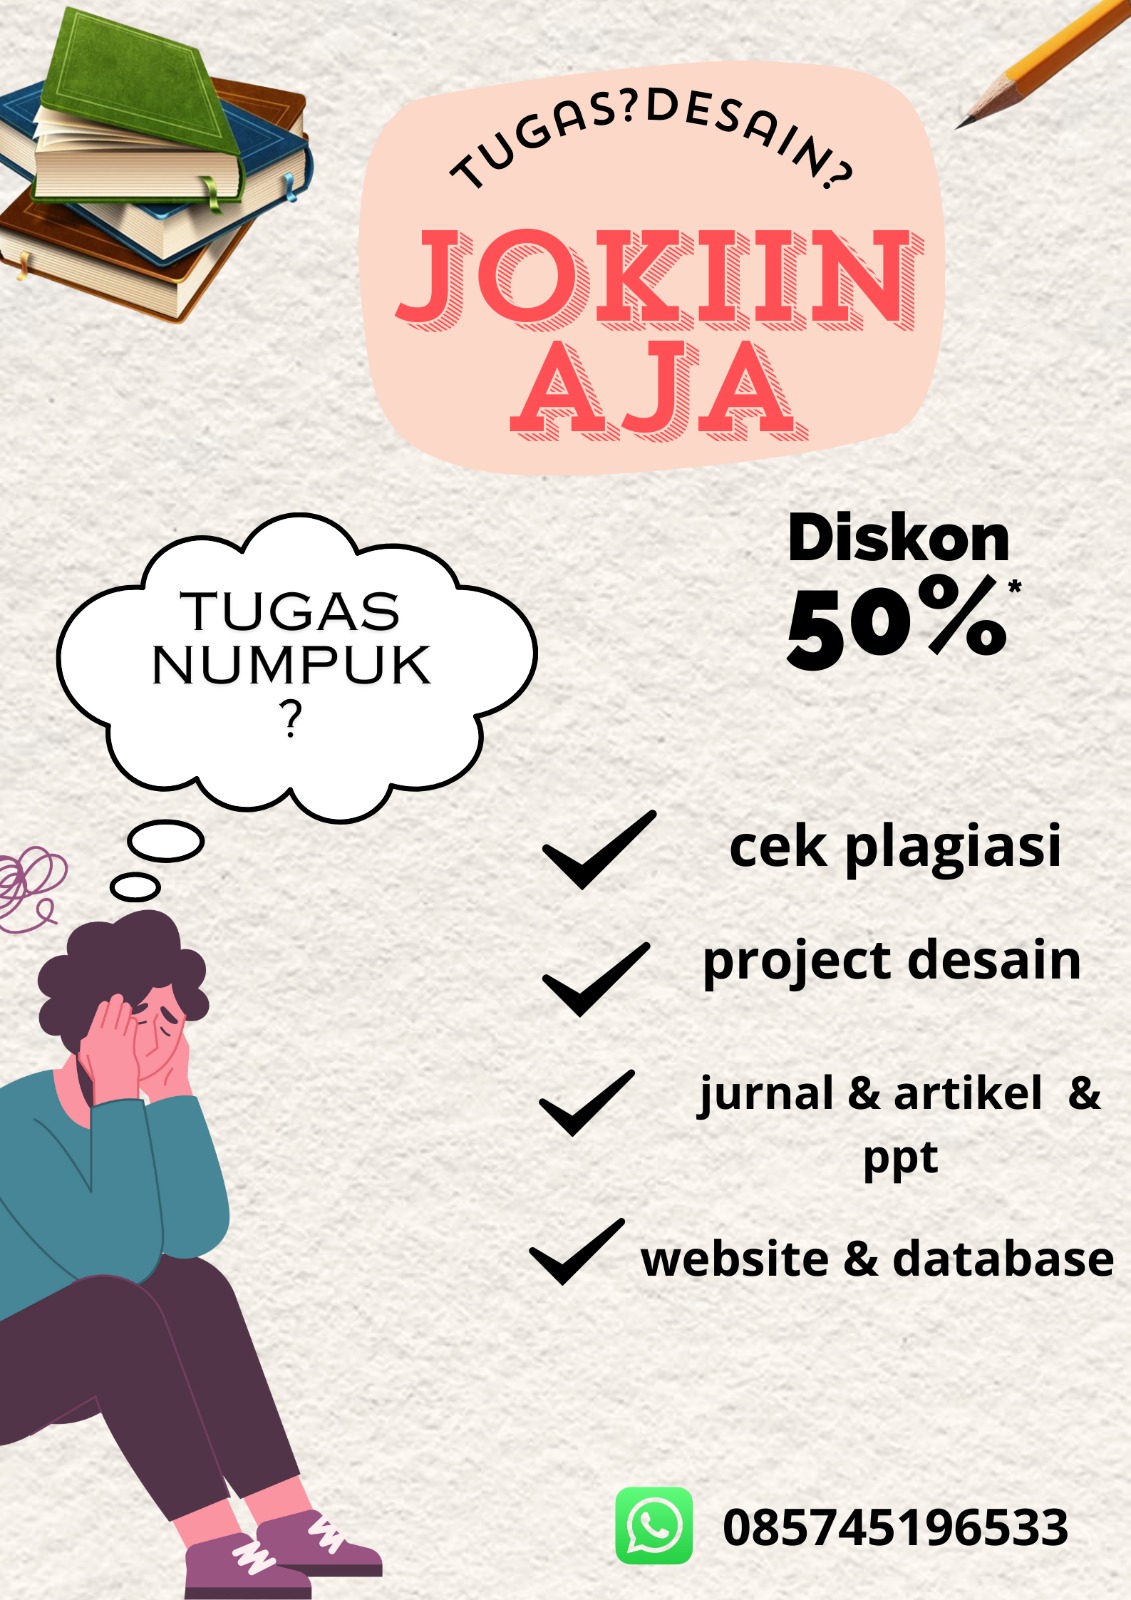 TUGAS?DESAIN?
JOKIIN
AJA
Diskon
50%*
TUGAS
NUMPUK
?
cek plagiasi
project desain
jurnal & artikel &
ppt
website & database
085745196533